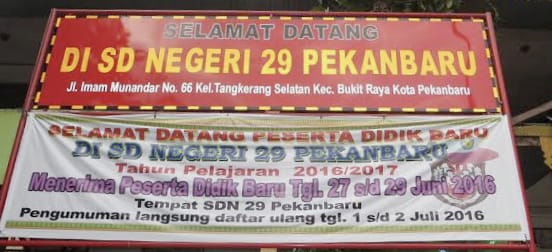 SELAMAT DATANG
DI SD NEGERI 29 PEKANBARU
Jl. Imam Munandar No. 66 Kel.Tangkerang Selatan Kec. Bukit Raya Kota Pekanbaru
SELAMAT DATANG PESERTA DIDIK BARU
DI SD NEGERI 29 PEKANBARU
Tahun Pelajaran 2016/2017
Menerima Peserta Didik Baru Tgl. 27 s/d 29 Juni 2016
Tempat SDN 29 Pekanbaru
Pengumuman langsung daftar ulang tgl. 1 s/d 2 Juli 2016